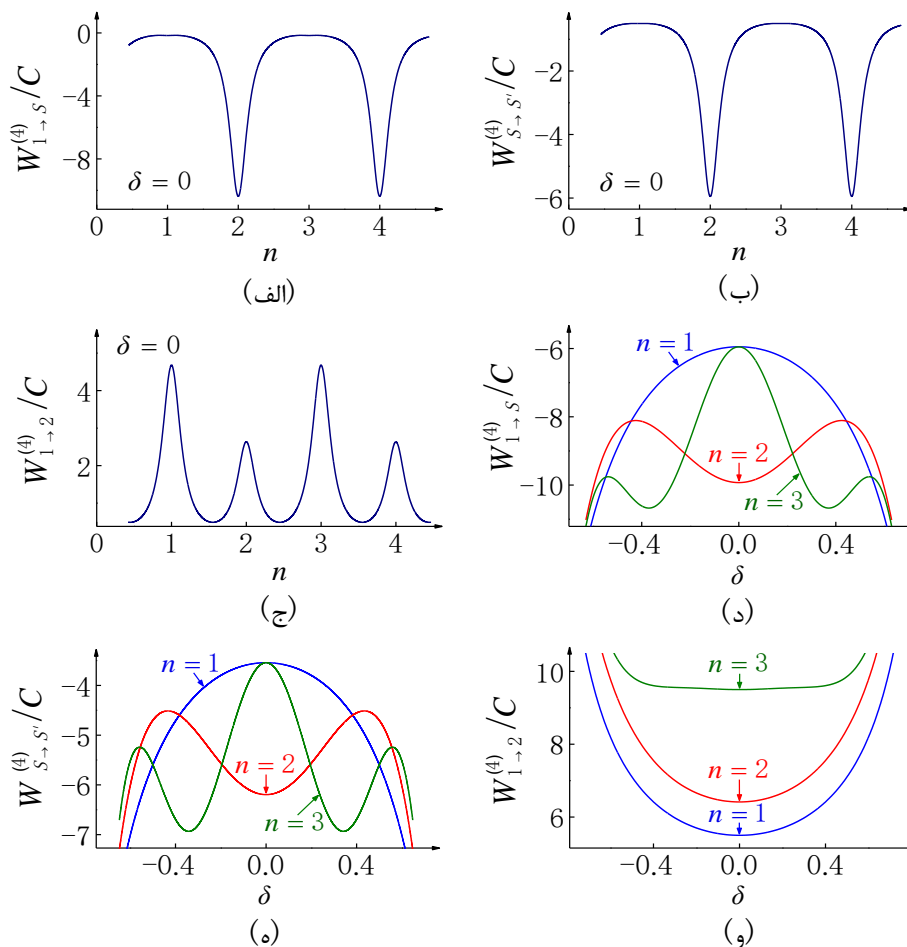 W^{(4)}_{1→S}/C
0
−4
−8
δ = 0
0 2 4
n
(الف)
W^{(4)}_{S→S'}/C
−2
−4
−6
δ = 0
0 1 2 3 4
n
(ب)
W^{(4)}_{1→2}/C
4
2
δ = 0
0 1 2 3 4
n
(ج)
W^{(4)}_{1→S}/C
−6
−8
−10
n = 1
n = 2
n = 3
−0.4 0.0 0.4
δ
(د)
W^{(4)}_{S→S'}/C
−4
−5
−6
−7
n = 1
n = 2
n = 3
−0.4 0.0 0.4
δ
(ه)
W^{(4)}_{1→2}/C
10
8
6
n = 3
n = 2
n = 1
−0.4 0.0 0.4
δ
(و)